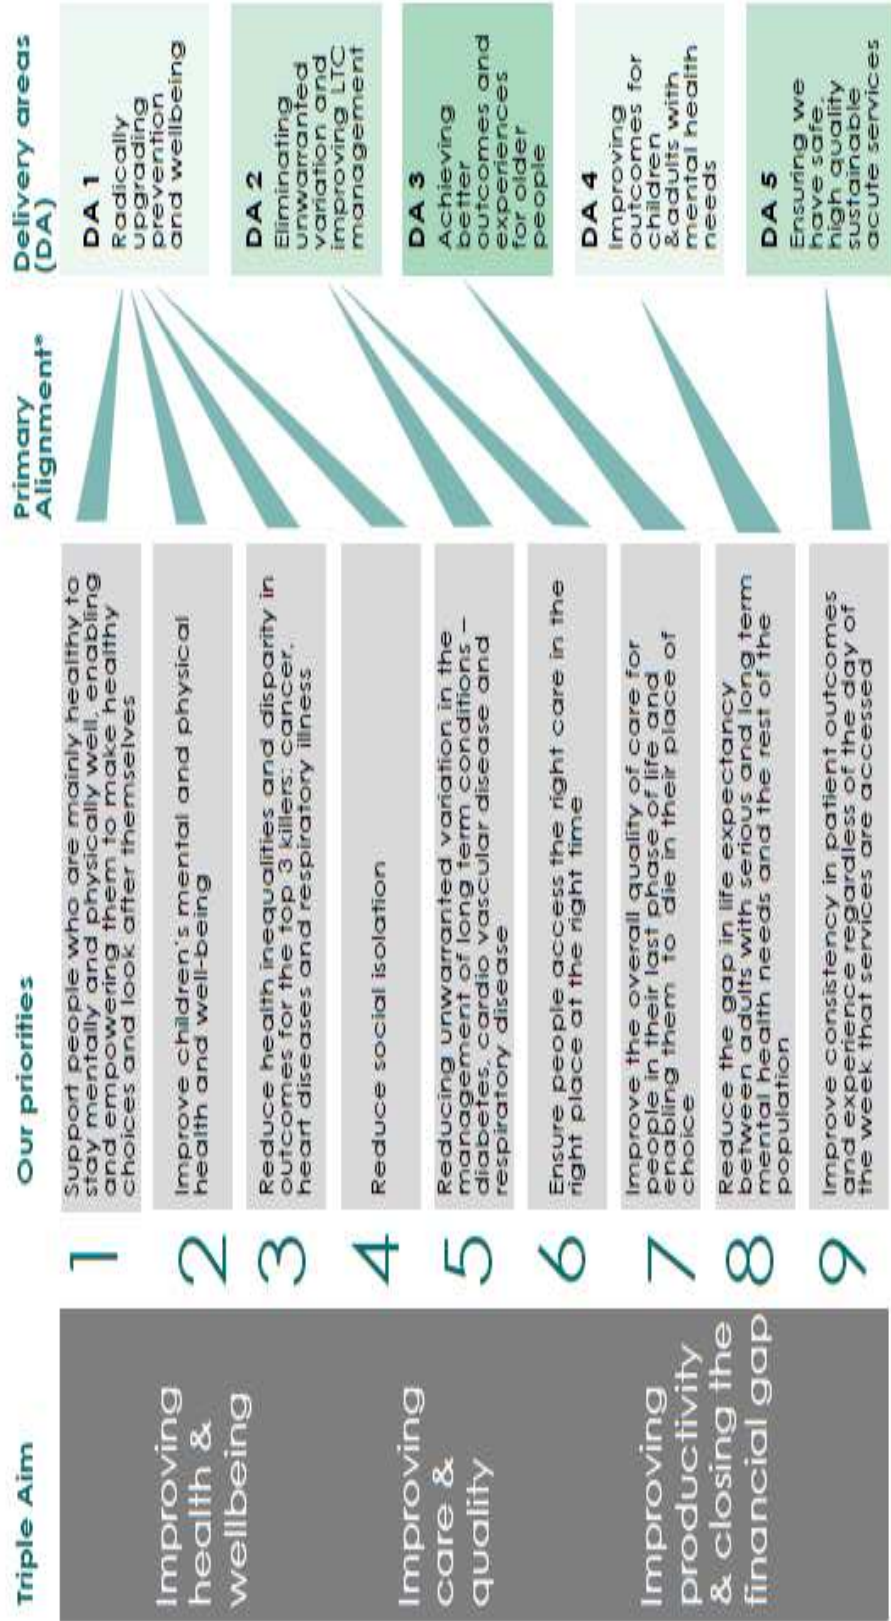 Triple Aim
Our priorities
Primary
Alignment*
Delivery areas
(DA)
Improving
health &
wellbeing
Improving
care &
quality
Improving
productivity
& closing the
financial gap
1
Support people who are mainly healthy to
stay mentally and physically well, enabling
and empowering them to make healthy
choices and look after themselves
2
Improve children's mental and physical
health and well-being
3
Reduce health inequalities and disparity in
outcomes for the top 3 killers: cancer,
heart diseases and respiratory illness
4
Reduce social isolation
5
Reducing unwarranted variation in the
management of long term conditions –
diabetes, cardio vascular disease and
respiratory disease
6
Ensure people access the right care in the
right place at the right time
7
Improve the overall quality of care for
people in their last phase of life and
enabling them to die in their place of
choice
8
Reduce the gap in life expectancy
between adults with serious and long term
mental health needs and the rest of the
population
9
Improve consistency in patient outcomes
and experience regardless of the day of
the week that services are accessed
DA 1
Radically
upgrading
prevention
and wellbeing
DA 2
Eliminating
unwarranted
variation and
improving LTC
management
DA 3
Achieving
better
outcomes and
experiences
for older
people
DA 4
Improving
outcomes for
children
&adults with
mental health
needs
DA 5
Ensuring we
have safe,
high quality
sustainable
acute services